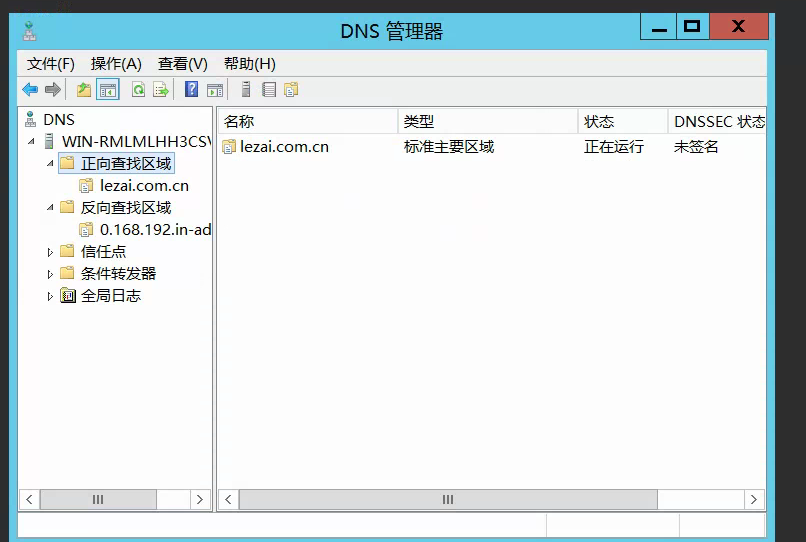 DNS 管理器
文件(F) 操作(A) 查看(V) 帮助(H)
DNS
WIN-RMLMLHH3CSV
正向查找区域
lezai.com.cn
反向查找区域
0.168.192.in-ad
信任点
条件转发器
全局日志
名称 类型 状态 DNSSEC 状态
lezai.com.cn 标准主要区域 正在运行 未签名